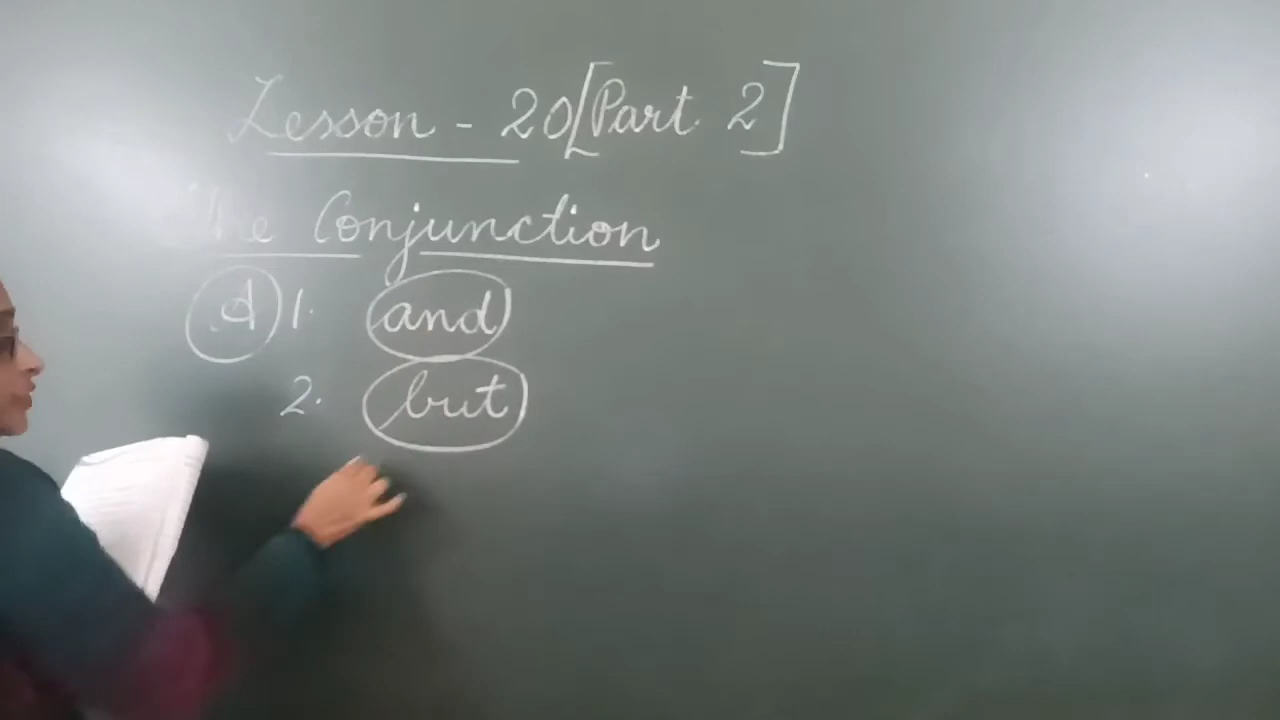 Lesson - 20 [Part 2]
The Conjunction
A 1. and
2. but